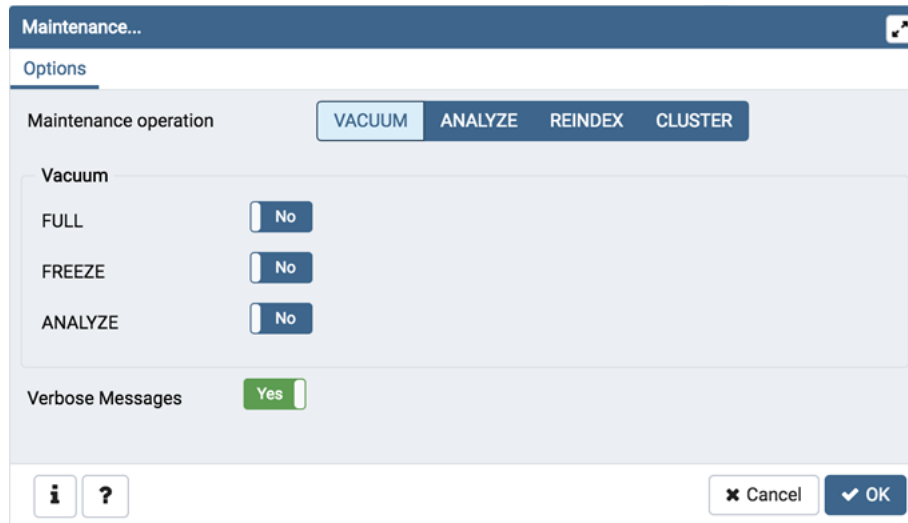 Maintenance...
Options
Maintenance operation VACUUM ANALYZE REINDEX CLUSTER
Vacuum
FULL No
FREEZE No
ANALYZE No
Verbose Messages Yes
i ? Cancel OK